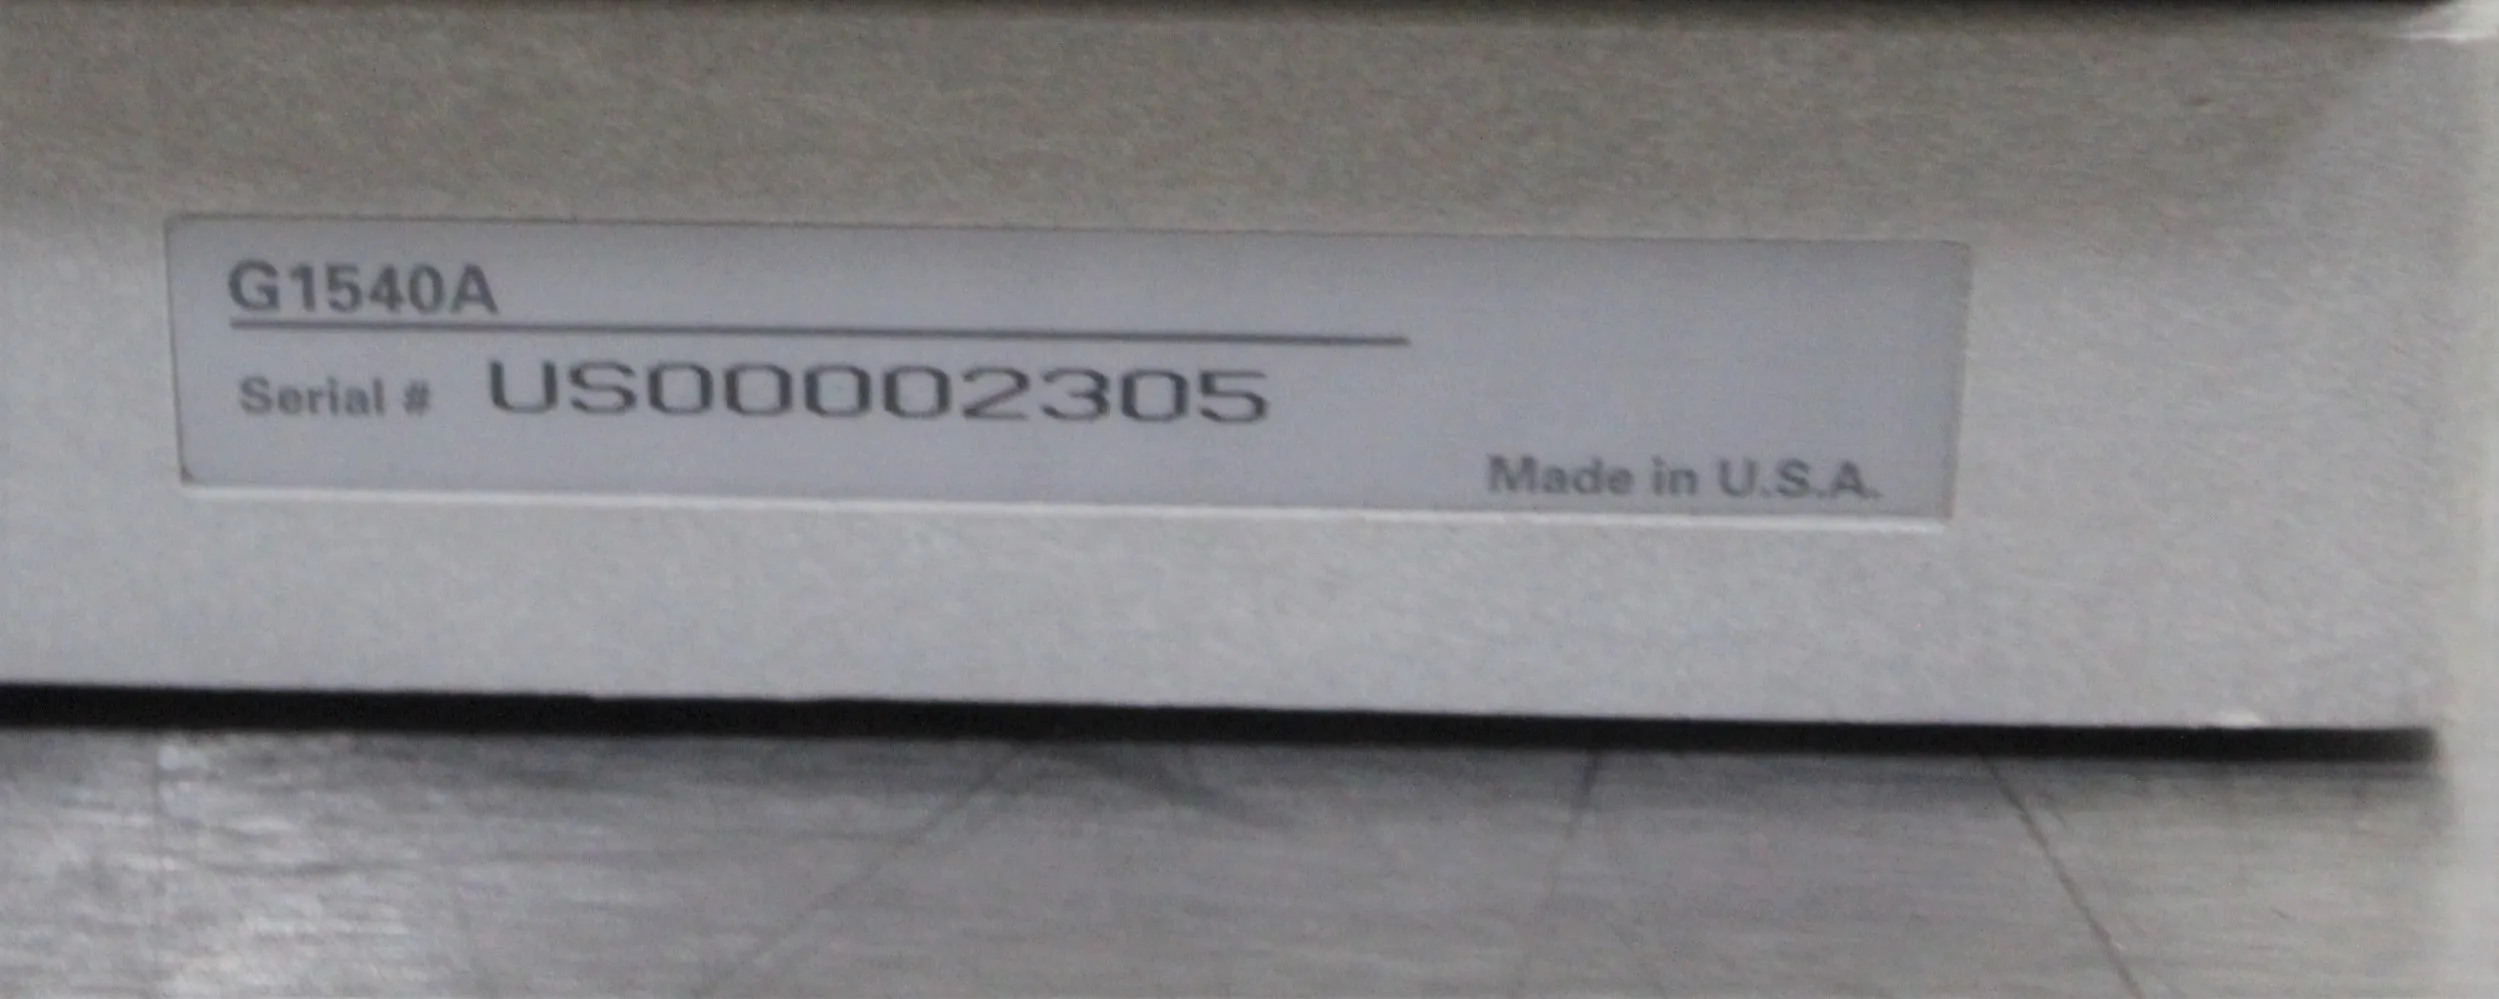 G1540A
Serial # US00002305
Made in U.S.A.